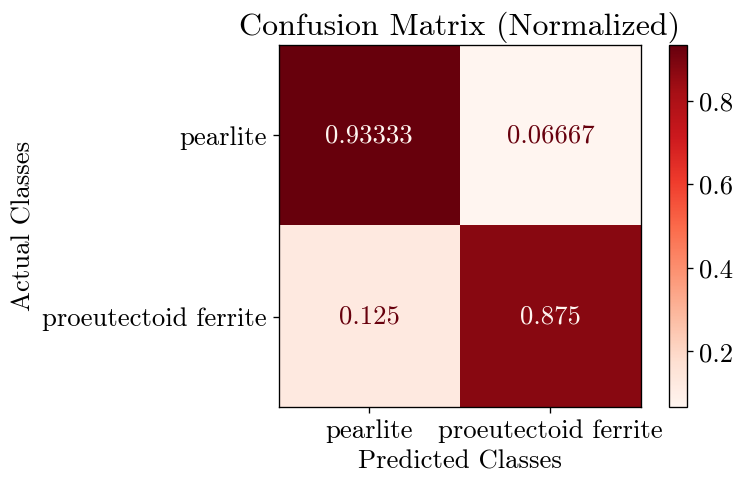 Confusion Matrix (Normalized)
Actual Classes
pearlite
0.93333
0.06667
proeutectoid ferrite
0.125
0.875
pearlite
proeutectoid ferrite
Predicted Classes
0.8
0.6
0.4
0.2